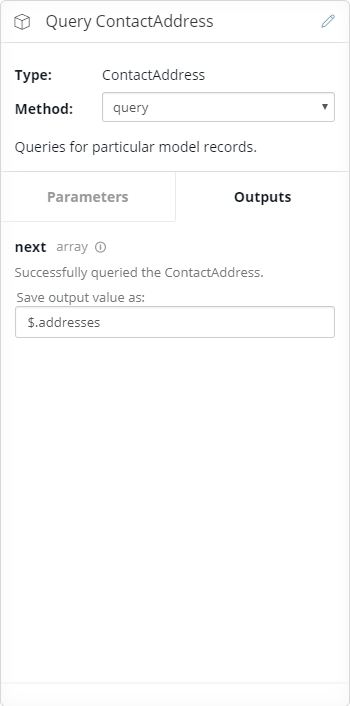 Query ContactAddress
Type: ContactAddress
Method: query
Queries for particular model records.
Parameters Outputs
next array
Successfully queried the ContactAddress.
Save output value as:
$.addresses